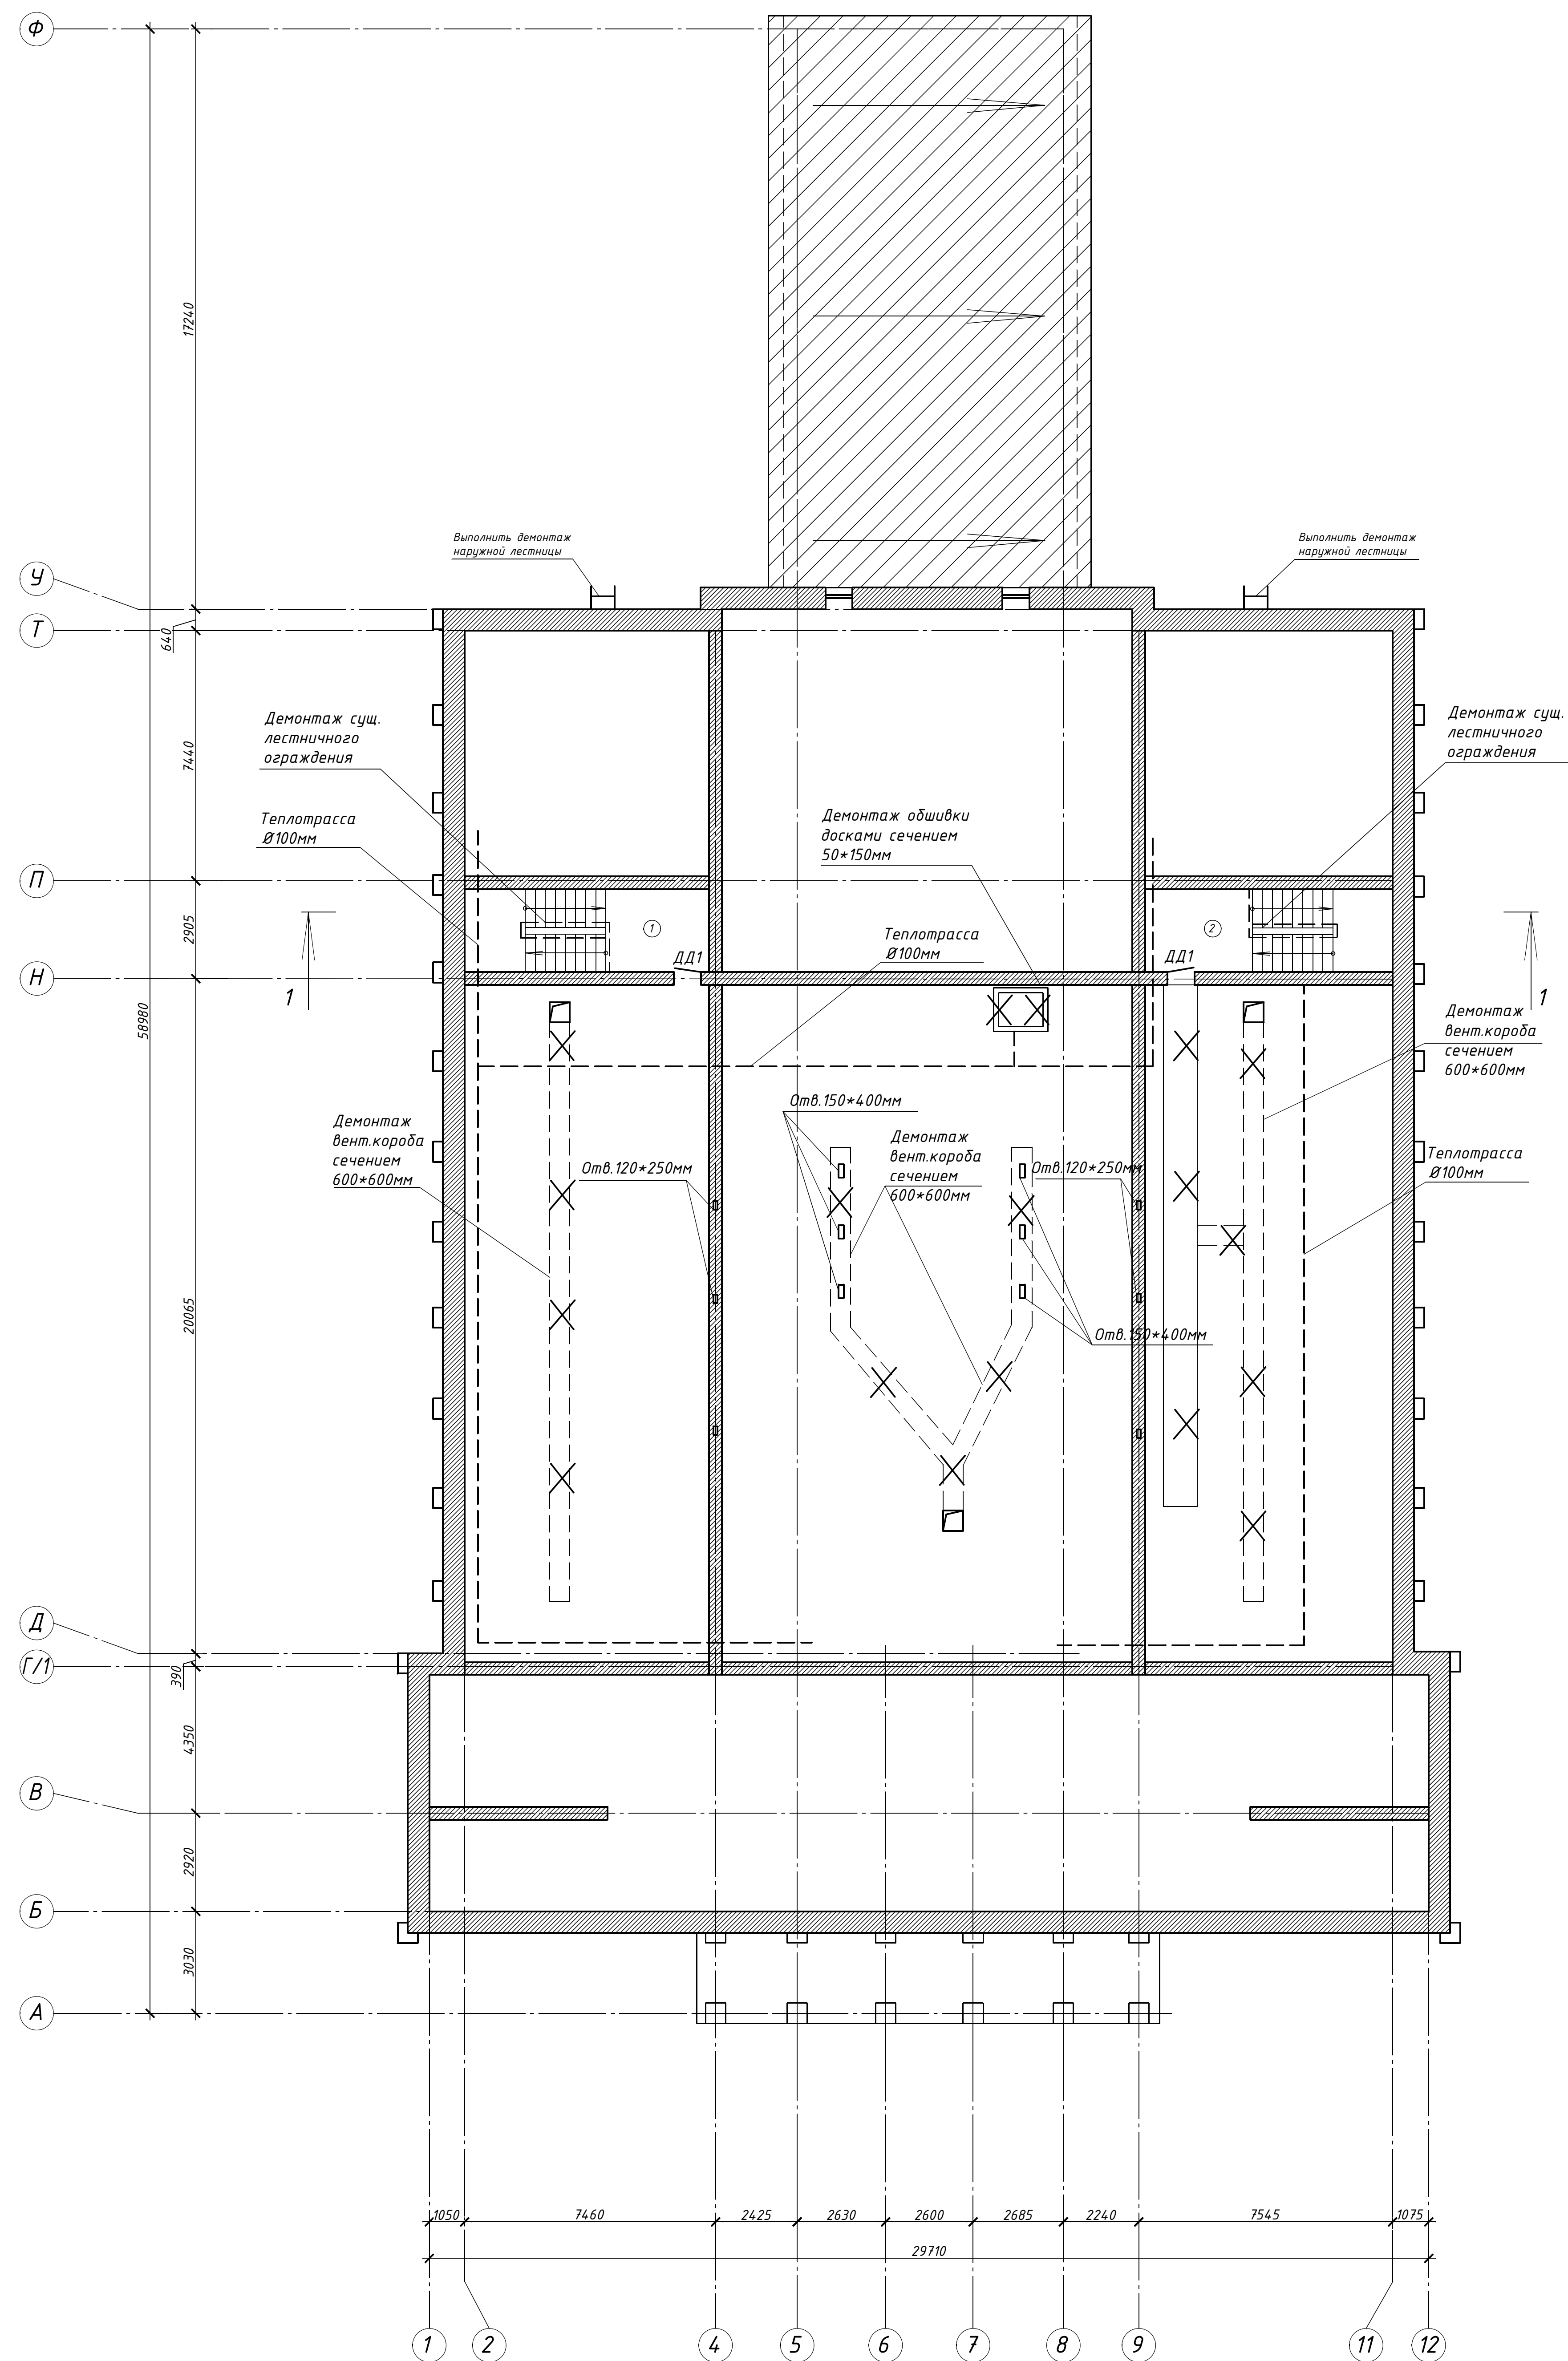 Ф
17240
Выполнить демонтаж
наружной лестницы
Выполнить демонтаж
наружной лестницы
У
Т
640
Демонтаж сущ.
лестничного
ограждения
Демонтаж сущ.
лестничного
ограждения
7440
Теплотрасса
Ø100мм
Демонтаж обшивки
досками сечением
50*150мм
П
2905
1
2
Теплотрасса
Ø100мм
ДД1
ДД1
Н
1
1
58980
Демонтаж
вент.короба
сечением
600*600мм
Отв.150*400мм
Демонтаж
вент.короба
сечением
600*600мм
Демонтаж
вент.короба
сечением
600*600мм
Отв.120*250мм
Отв.120*250мм
Теплотрасса
Ø100мм
20065
Отв.150*400мм
Д
Г/1
390
4350
В
2920
Б
3030
А
1050
7460
2425
2630
2600
2685
2240
7545
1075
29710
1
2
4
5
6
7
8
9
11
12